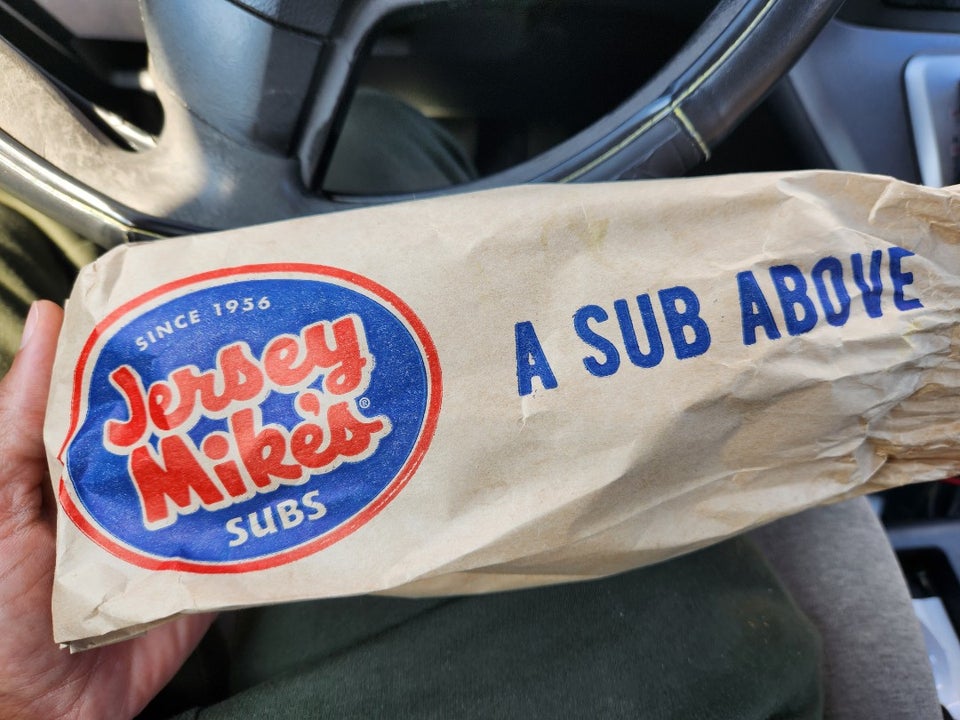 SINCE 1956
Jersey
Mike's®
SUBS
A SUB ABOVE